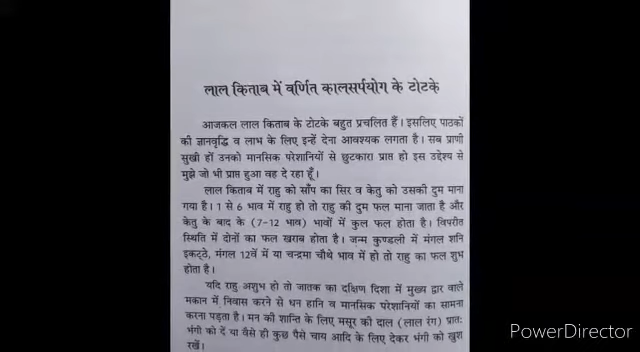 लाल किताब में वर्णित कालसर्पयोग के टोटके
आजकल लाल किताब के टोटके बहुत प्रचलित हैं। इसलिए पाठकों
की ज्ञानवृद्धि व लाभ के लिए इन्हें देना आवश्यक लगता है। सब प्राणी
सुखी हों उनको मानसिक परेशानियों से छुटकारा प्राप्त हो इस उद्देश्य से
मुझे जो भी प्राप्त हुआ वह दे रहा हूँ।
लाल किताब में राहु को साँप का सिर व केतु को उसकी दुम माना
गया है। 1 से 6 भाव में राहु हो तो राहु की दुम फल माना जाता है और
केतु के बाद के (7-12 भाव) भावों में कुल फल होता है। विपरीत
स्थिति में दोनों का फल खराब होता है। जन्म कुण्डली में मंगल शनि
इकट्ठे, मंगल 12वें में या चन्द्रमा चौथे भाव में हो तो राहु का फल शुभ
होता है।
यदि राहु अशुभ हो तो जातक का दक्षिण दिशा में मुख्य द्वार वाले
मकान में निवास करने से धन हानि व मानसिक परेशानियों का सामना
करना पड़ता है। मन की शान्ति के लिए मसूर की दाल (लाल रंग) प्रातः
भंगी को दें या वैसे ही कुछ पैसे चाय आदि के लिए देकर भंगी को खुश
रखें।
PowerDirector